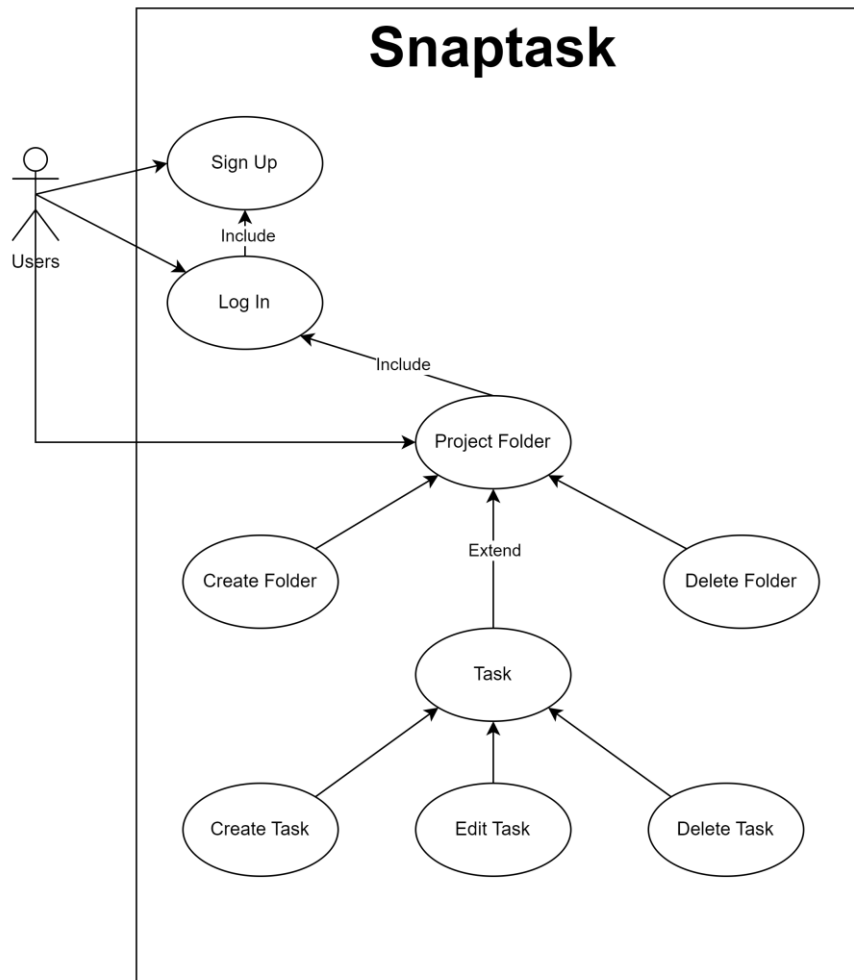 Snaptask
Sign Up
Include
Users
Log In
Include
Project Folder
Create Folder
Extend
Delete Folder
Task
Create Task
Edit Task
Delete Task